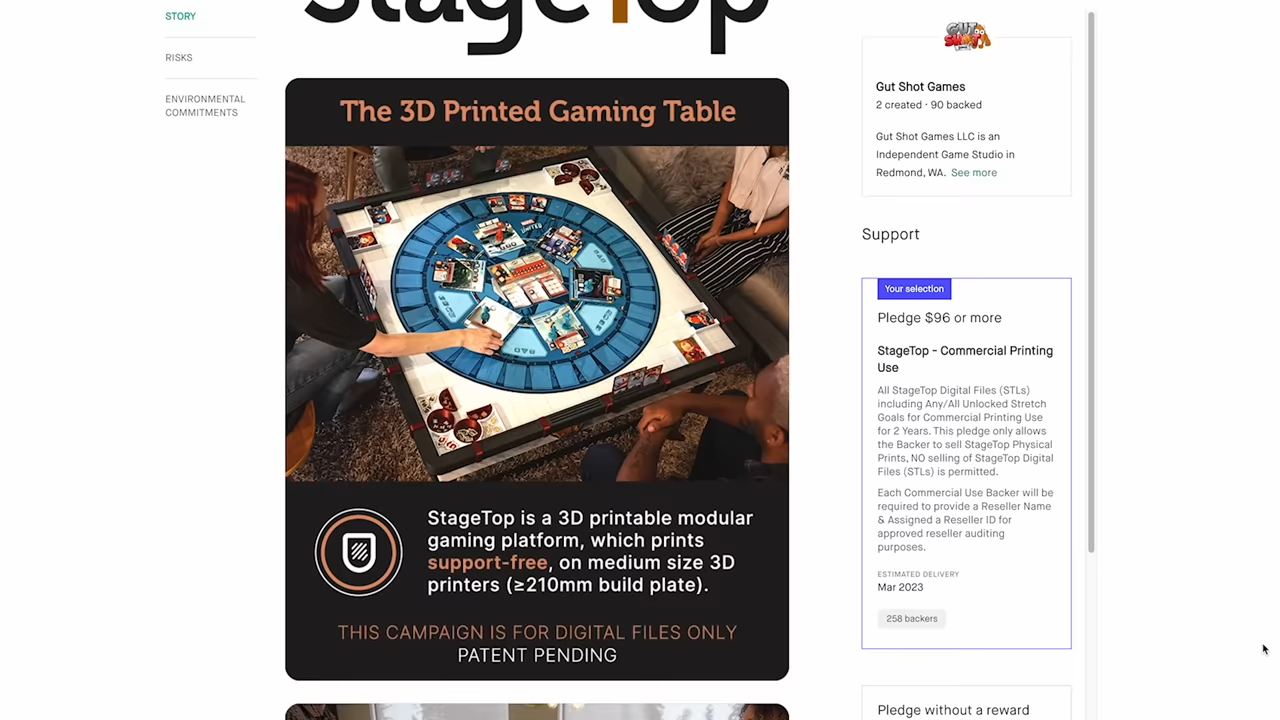 STORY
RISKS
ENVIRONMENTAL
COMMITMENTS
StageTop
The 3D Printed Gaming Table
StageTop is a 3D printable modular
gaming platform, which prints
support-free, on medium size 3D
printers (≥210mm build plate).
THIS CAMPAIGN IS FOR DIGITAL FILES ONLY
PATENT PENDING
GUT
SHOT
Gut Shot Games
2 created · 90 backed
Gut Shot Games LLC is an
Independent Game Studio in
Redmond, WA. See more
Support
Your selection
Pledge $96 or more
StageTop - Commercial Printing
Use
All StageTop Digital Files (STLs)
including Any/All Unlocked Stretch
Goals for Commercial Printing Use
for 2 Years. This pledge only allows
the Backer to sell StageTop Physical
Prints, NO selling of StageTop Digital
Files (STLs) is permitted.
Each Commercial Use Backer will be
required to provide a Reseller Name
& Assigned a Reseller ID for
approved reseller auditing
purposes.
ESTIMATED DELIVERY
Mar 2023
258 backers
Pledge without a reward